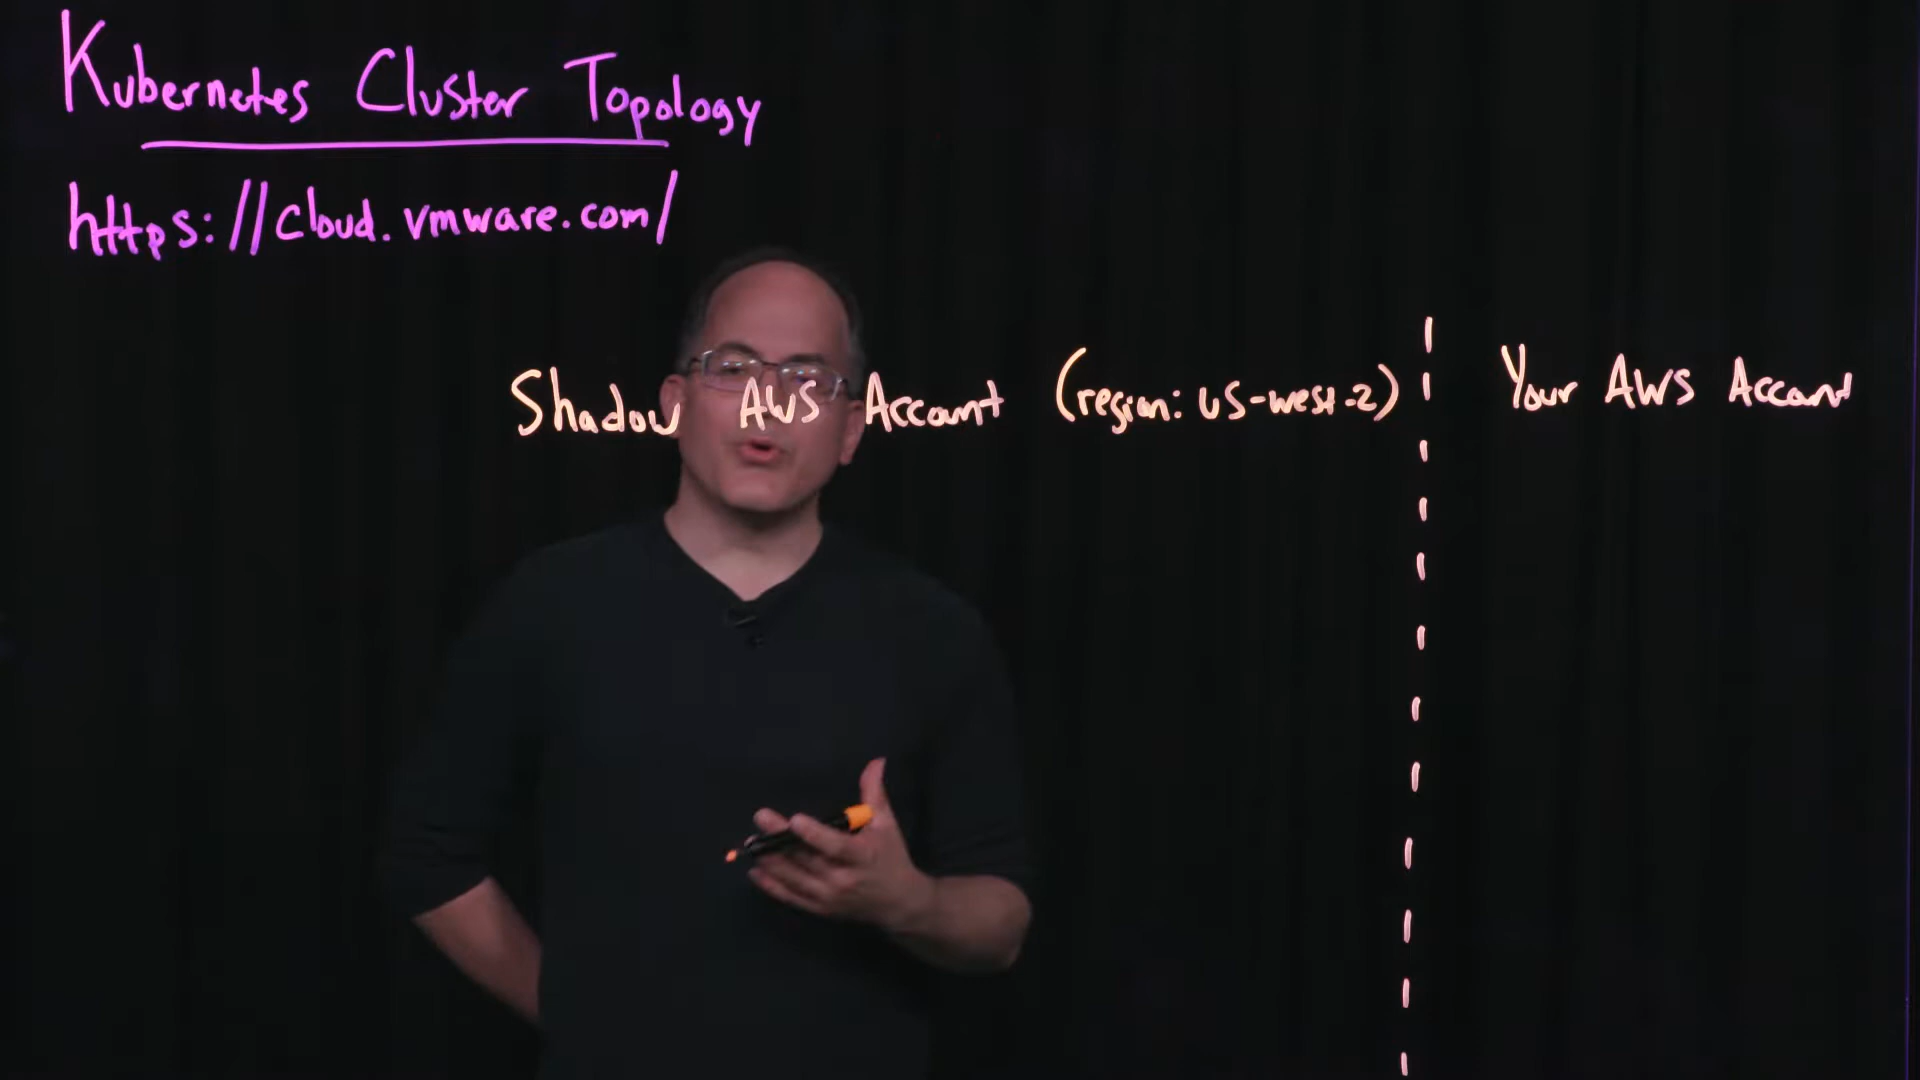 Kubernetes Cluster Topology
https://cloud.vmware.com/
Shadow AWS Account (region: us-west-2)
Your AWS Account